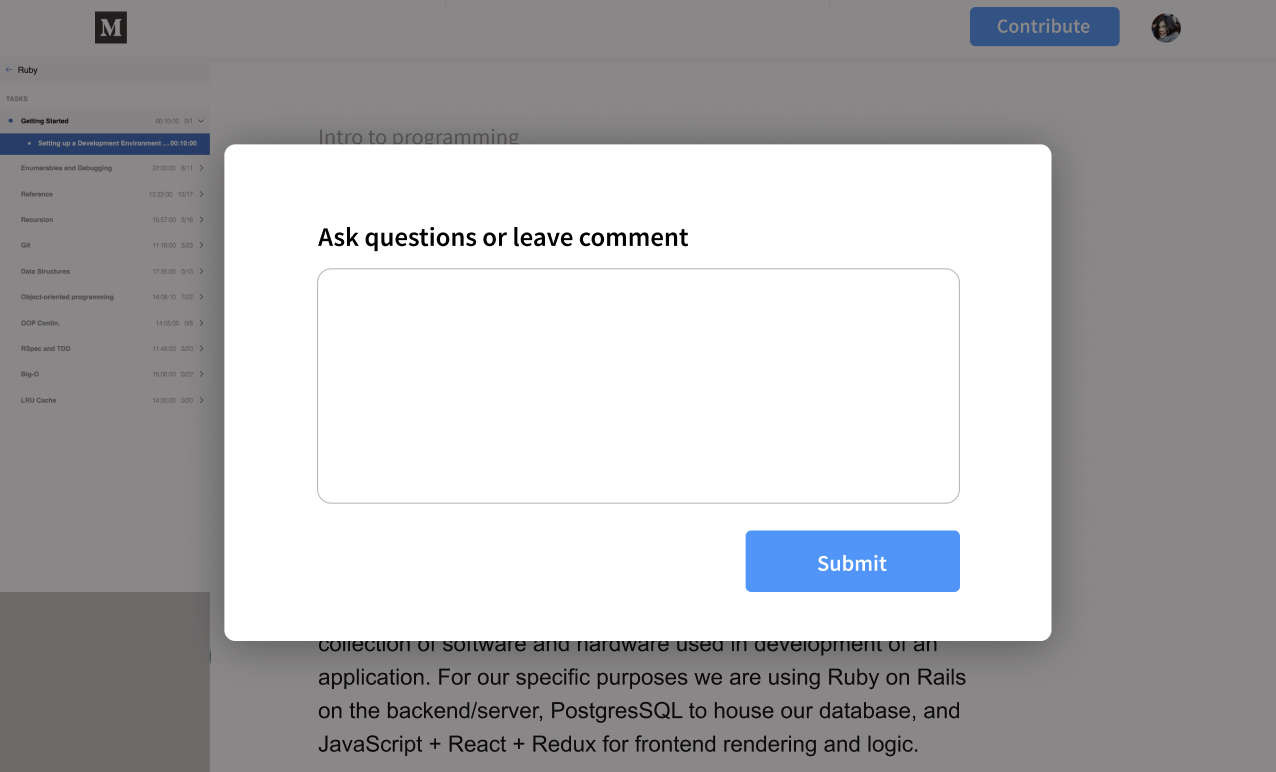 M
Contribute
← Ruby
TASKS
Getting Started 00:10:00 0/1
Setting up a Development Environment ... 00:10:00
Enumerables and Debugging 22:00:00 6/11
Reference 12:22:00 13/17
Recursion 15:57:00 3/16
Git 11:16:00 3/23
Data Structures 17:35:00 0/13
Object-oriented programming 14:08:10 7/22
OOP Contin. 14:05:00 0/8
RSpec and TDD 11:46:00 3/20
Big-O 15:06:00 0/22
LRU Cache 14:20:00 0/20
Intro to programming
Ask questions or leave comment
Submit
collection of software and hardware used in development of an
application. For our specific purposes we are using Ruby on Rails
on the backend/server, PostgresSQL to house our database, and
JavaScript + React + Redux for frontend rendering and logic.